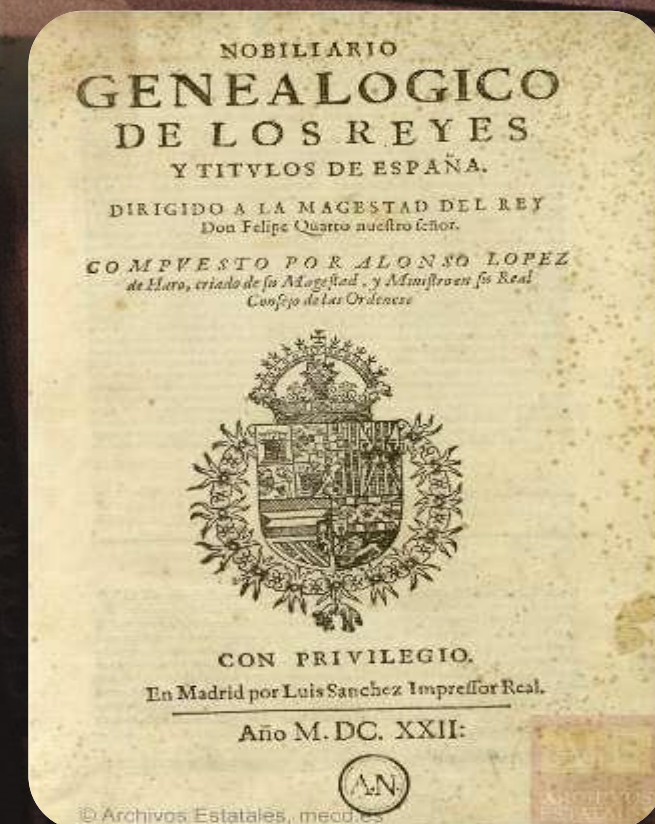 NOBILIARIO
GENEALOGICO
DE LOS REYES
Y TITVLOS DE ESPAÑA.
DIRIGIDO A LA MAGESTAD DEL REY
Don Felipe Quarto nueſtro ſeñor.
COMPVESTO POR ALONSO LOPEZ
de Haro, criado de ſu Mageſtad, y Miniſtro en ſu Real
Conſejo de las Ordenes
CON PRIVILEGIO.
En Madrid por Luis Sanchez Impreſſor Real.
Año M. DC. XXII:
A.N.
© Archivos Estatales, mecd.es
ARCHIVOS
ESTATALES